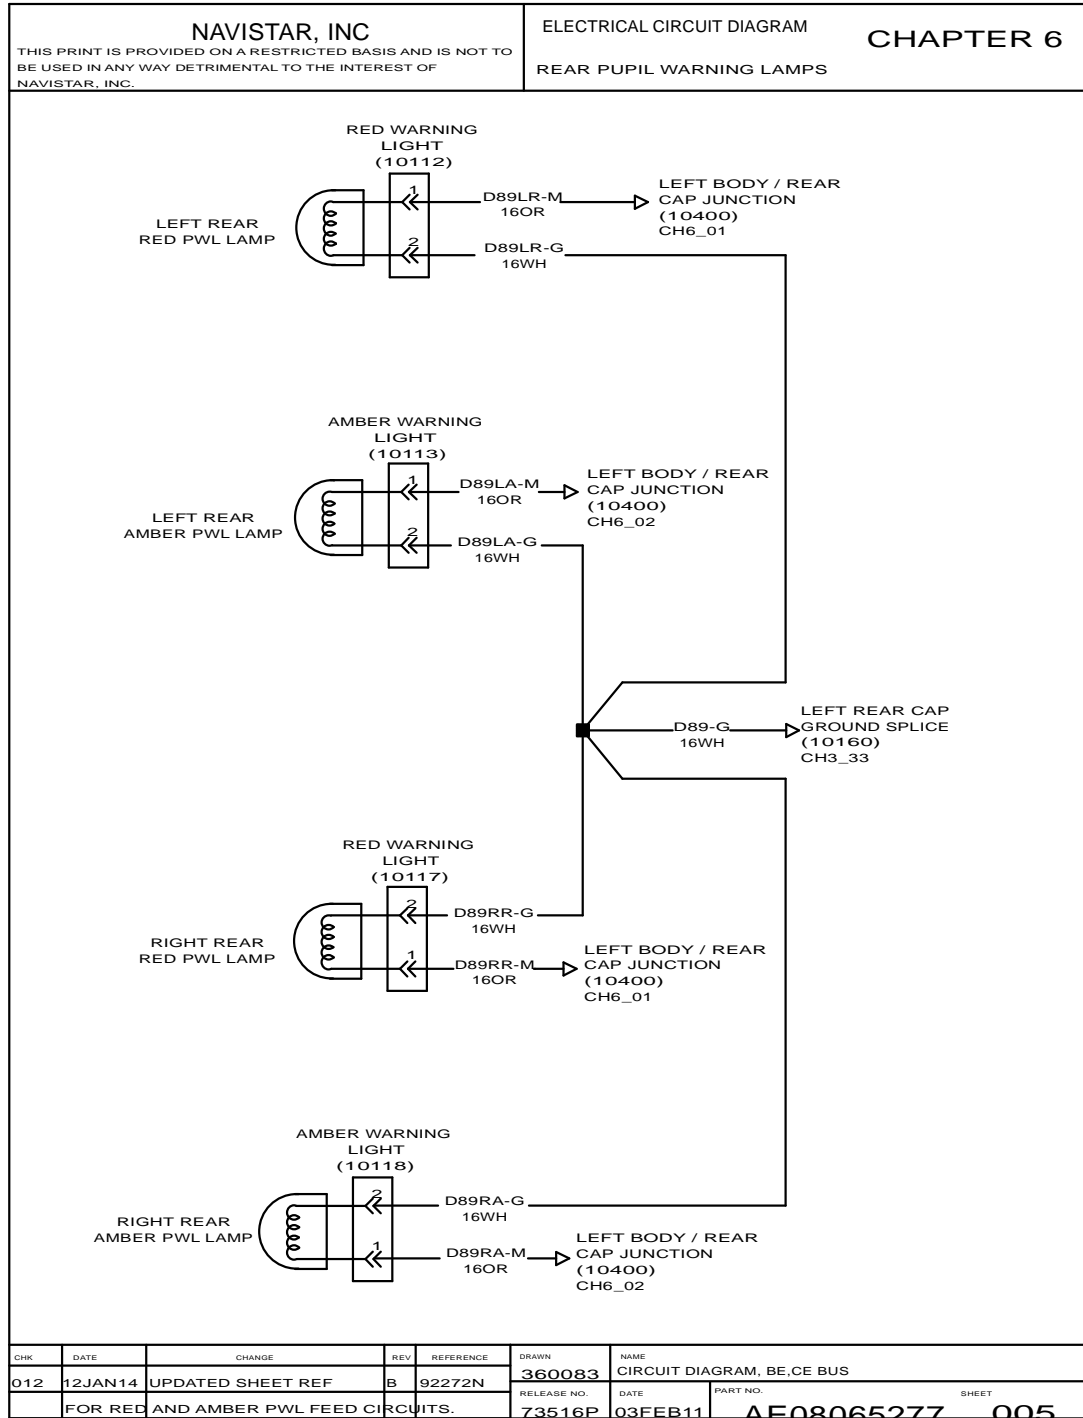 NAVISTAR, INC
THIS PRINT IS PROVIDED ON A RESTRICTED BASIS AND IS NOT TO
BE USED IN ANY WAY DETRIMENTAL TO THE INTEREST OF
NAVISTAR, INC.
ELECTRICAL CIRCUIT DIAGRAM
REAR PUPIL WARNING LAMPS
CHAPTER 6
RED WARNING
LIGHT
(10112)
LEFT REAR
RED PWL LAMP
1
D89LR-M
16OR
LEFT BODY / REAR
CAP JUNCTION
(10400)
CH6_01
2
D89LR-G
16WH
AMBER WARNING
LIGHT
(10113)
LEFT REAR
AMBER PWL LAMP
1
D89LA-M
16OR
LEFT BODY / REAR
CAP JUNCTION
(10400)
CH6_02
2
D89LA-G
16WH
D89-G
16WH
LEFT REAR CAP
GROUND SPLICE
(10160)
CH3_33
RED WARNING
LIGHT
(10117)
RIGHT REAR
RED PWL LAMP
2
D89RR-G
16WH
1
D89RR-M
16OR
LEFT BODY / REAR
CAP JUNCTION
(10400)
CH6_01
AMBER WARNING
LIGHT
(10118)
RIGHT REAR
AMBER PWL LAMP
2
D89RA-G
16WH
1
D89RA-M
16OR
LEFT BODY / REAR
CAP JUNCTION
(10400)
CH6_02
CHK DATE CHANGE REV REFERENCE
012 12JAN14 UPDATED SHEET REF B 92272N
FOR RED AND AMBER PWL FEED CIRCUITS.
DRAWN
360083
NAME
CIRCUIT DIAGRAM, BE,CE BUS
RELEASE NO.
73516P
DATE
03FEB11
PART NO.
AE08065277
SHEET
005